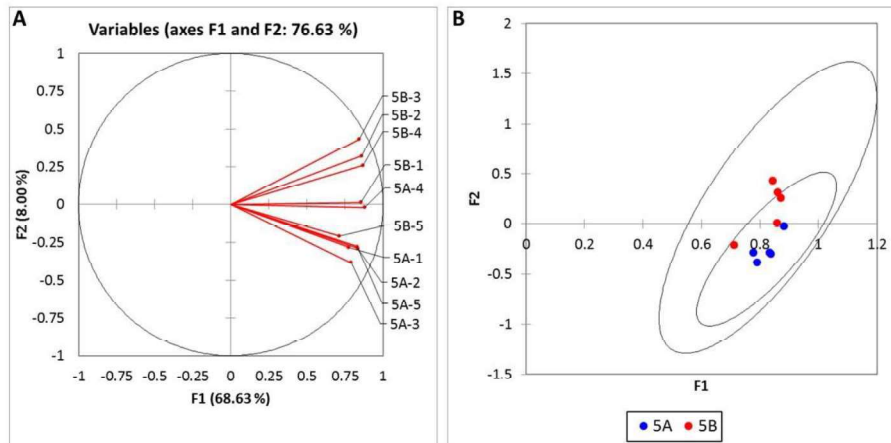 A
Variables (axes F1 and F2: 76.63 %)
1
0.75
0.5
0.25
0
-0.25
-0.5
-0.75
-1
F2 (8.00 %)
5B-3
5B-2
5B-4
5B-1
5A-4
5B-5
5A-1
5A-2
5A-5
5A-3
-1 -0.75 -0.5 -0.25 0 0.25 0.5 0.75 1
F1 (68.63 %)
B
2
1.5
1
0.5
0
-0.5
-1
-1.5
F2
0 0.2 0.4 0.6 0.8 1 1.2
F1
5A 5B